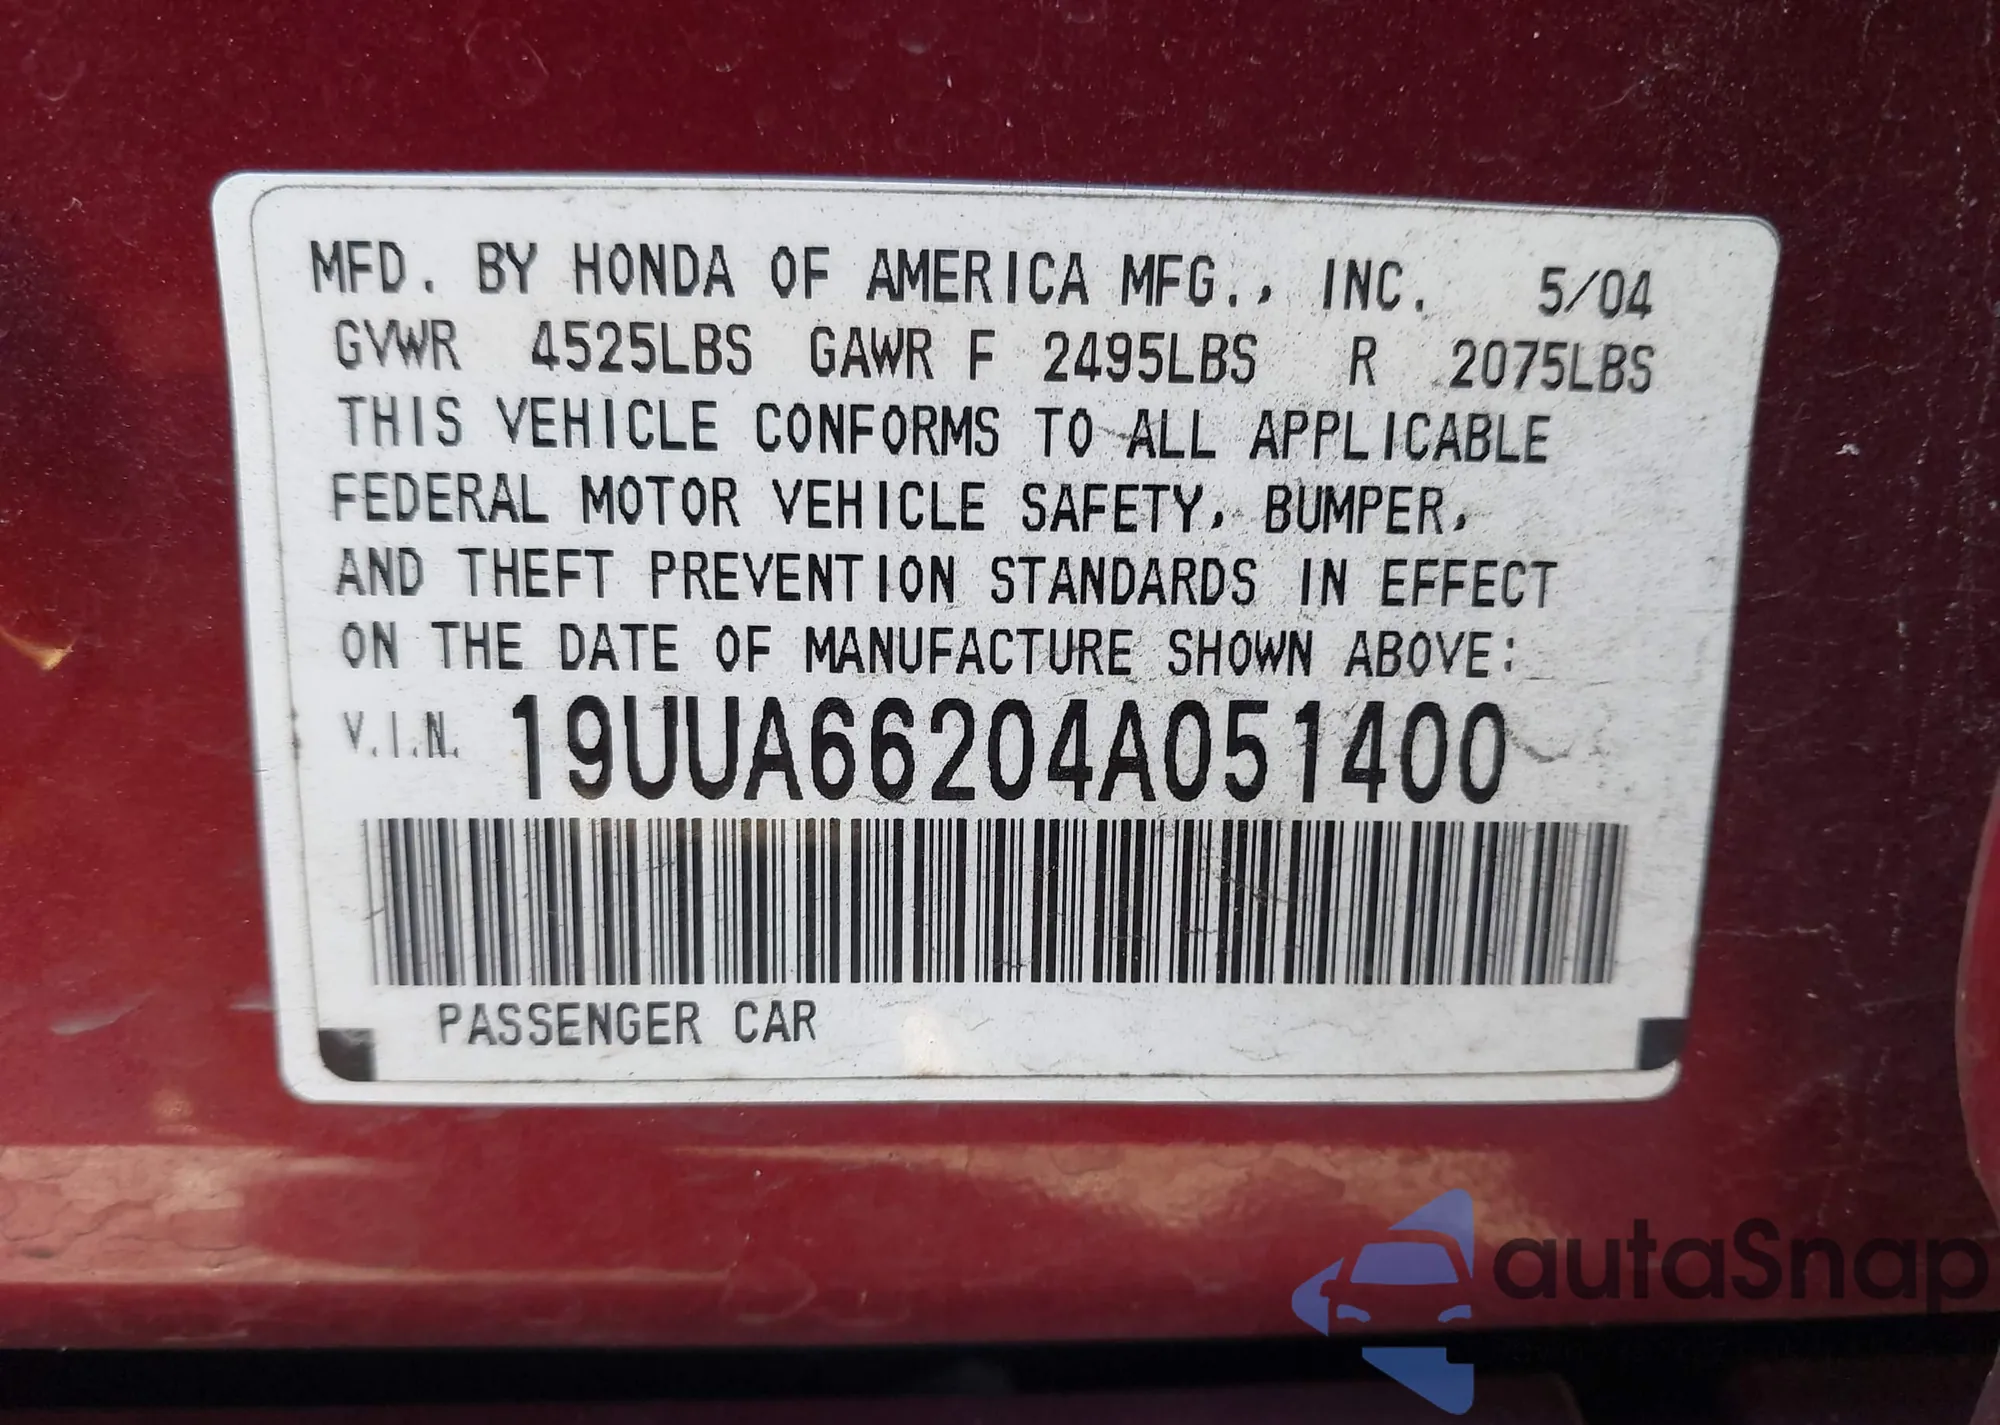 MFD. BY HONDA OF AMERICA MFG., INC. 5/04
GVWR 4525LBS GAWR F 2495LBS R 2075LBS
THIS VEHICLE CONFORMS TO ALL APPLICABLE
FEDERAL MOTOR VEHICLE SAFETY, BUMPER,
AND THEFT PREVENTION STANDARDS IN EFFECT
ON THE DATE OF MANUFACTURE SHOWN ABOVE:
V.I.N. 19UUA66204A051400
PASSENGER CAR
autaSnap